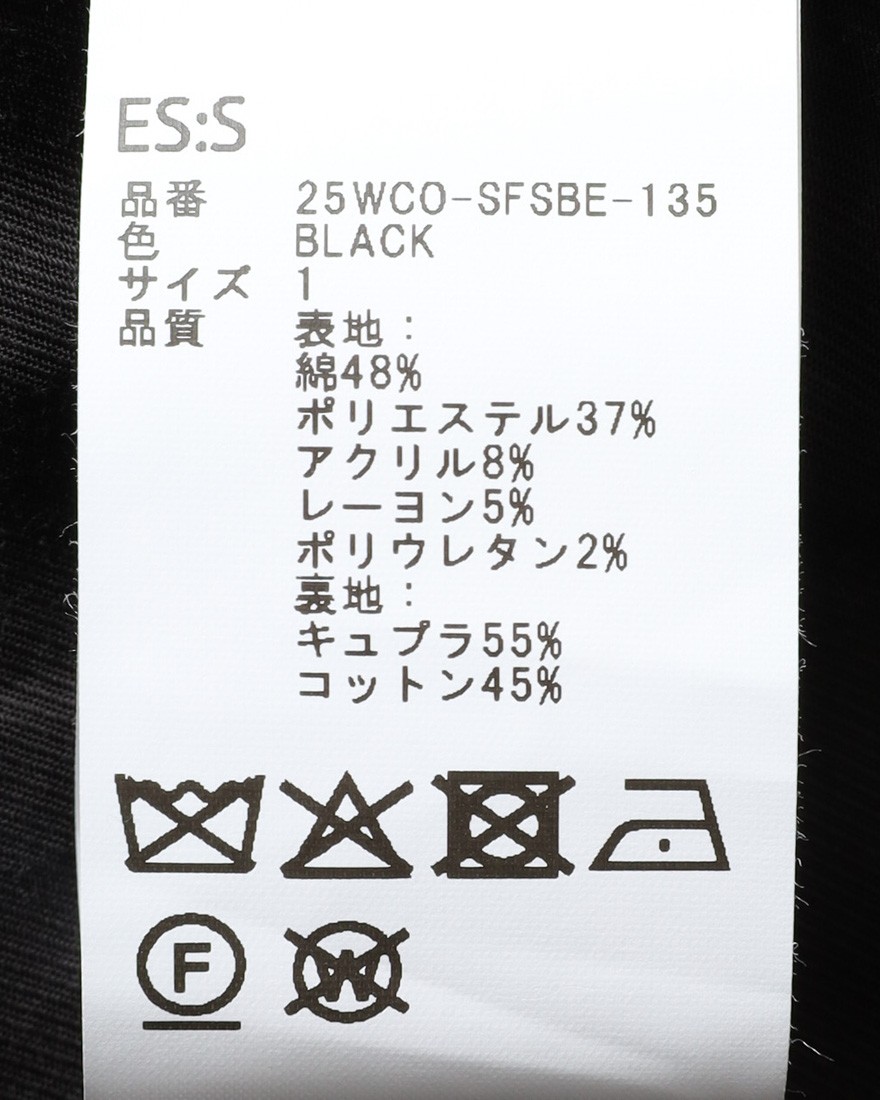 ES:S
品番 25WCO-SFSBE-135
色 BLACK
サイズ 1
品質 表地:
綿48%
ポリエステル37%
アクリル8%
レーヨン5%
ポリウレタン2%
裏地:
キュプラ55%
コットン45%
F W